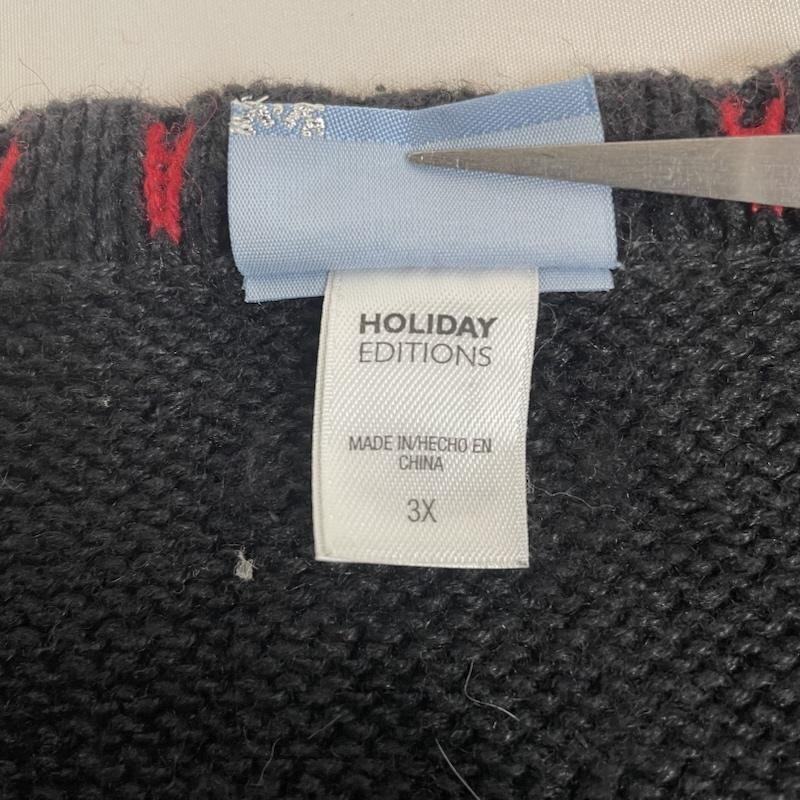 HOLIDAY
EDITIONS
MADE IN/HECHO EN
CHINA
3X